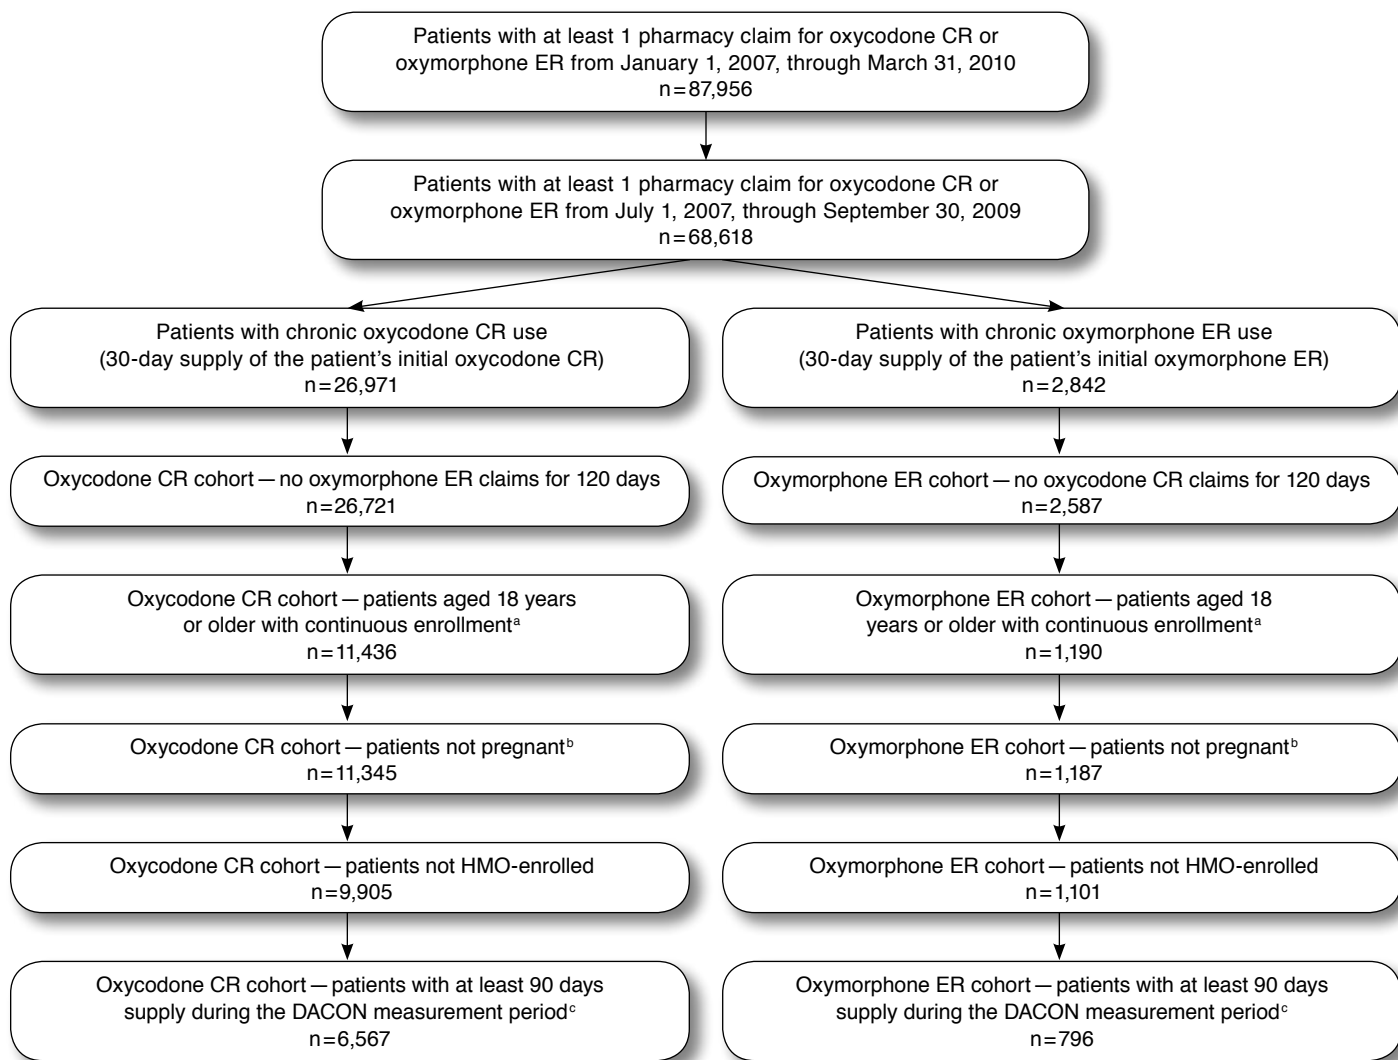 Patients with at least 1 pharmacy claim for oxycodone CR or
oxymorphone ER from January 1, 2007, through March 31, 2010
n=87,956
Patients with at least 1 pharmacy claim for oxycodone CR or
oxymorphone ER from July 1, 2007, through September 30, 2009
n=68,618
Patients with chronic oxycodone CR use
(30-day supply of the patient's initial oxycodone CR)
n=26,971
Patients with chronic oxymorphone ER use
(30-day supply of the patient's initial oxymorphone ER)
n=2,842
Oxycodone CR cohort — no oxymorphone ER claims for 120 days
n=26,721
Oxymorphone ER cohort — no oxycodone CR claims for 120 days
n=2,587
Oxycodone CR cohort — patients aged 18 years
or older with continuous enrollmentᵃ
n=11,436
Oxymorphone ER cohort — patients aged 18
years or older with continuous enrollmentᵃ
n=1,190
Oxycodone CR cohort — patients not pregnantᵇ
n=11,345
Oxymorphone ER cohort — patients not pregnantᵇ
n=1,187
Oxycodone CR cohort — patients not HMO-enrolled
n=9,905
Oxymorphone ER cohort — patients not HMO-enrolled
n=1,101
Oxycodone CR cohort — patients with at least 90 days
supply during the DACON measurement periodᶜ
n=6,567
Oxymorphone ER cohort — patients with at least 90 days
supply during the DACON measurement periodᶜ
n=796